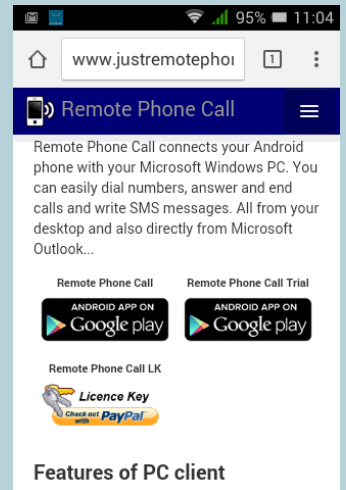 95% 11:04
www.justremotephor 1
Remote Phone Call
Remote Phone Call connects your Android
phone with your Microsoft Windows PC. You
can easily dial numbers, answer and end
calls and write SMS messages. All from your
desktop and also directly from Microsoft
Outlook...
Remote Phone Call Remote Phone Call Trial
ANDROID APP ON ANDROID APP ON
Google play Google play
Remote Phone Call LK
Licence Key
Check out
with PayPal
Features of PC client